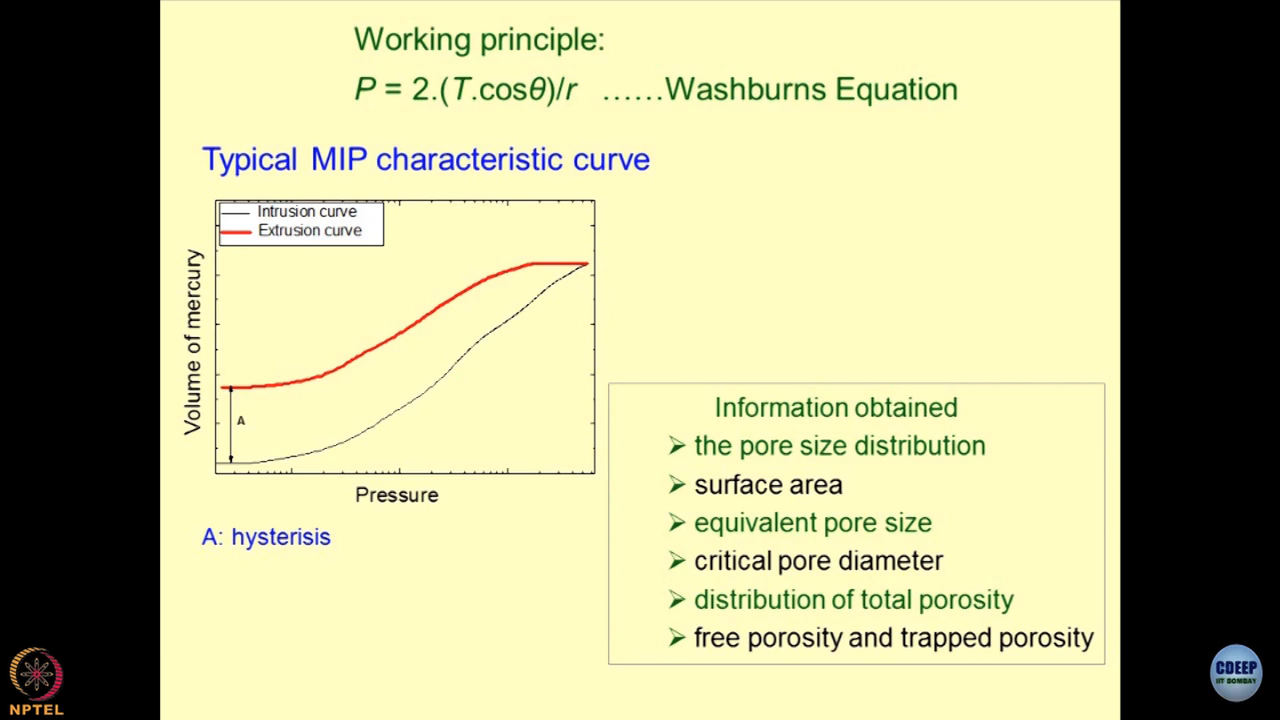 Working principle:
P = 2.(T.cosθ)/r ......Washburns Equation
Typical MIP characteristic curve
Intrusion curve
Extrusion curve
Volume of mercury
A
Pressure
A: hysterisis
Information obtained
➢ the pore size distribution
➢ surface area
➢ equivalent pore size
➢ critical pore diameter
➢ distribution of total porosity
➢ free porosity and trapped porosity
NPTEL
CDEEP
IIT BOMBAY